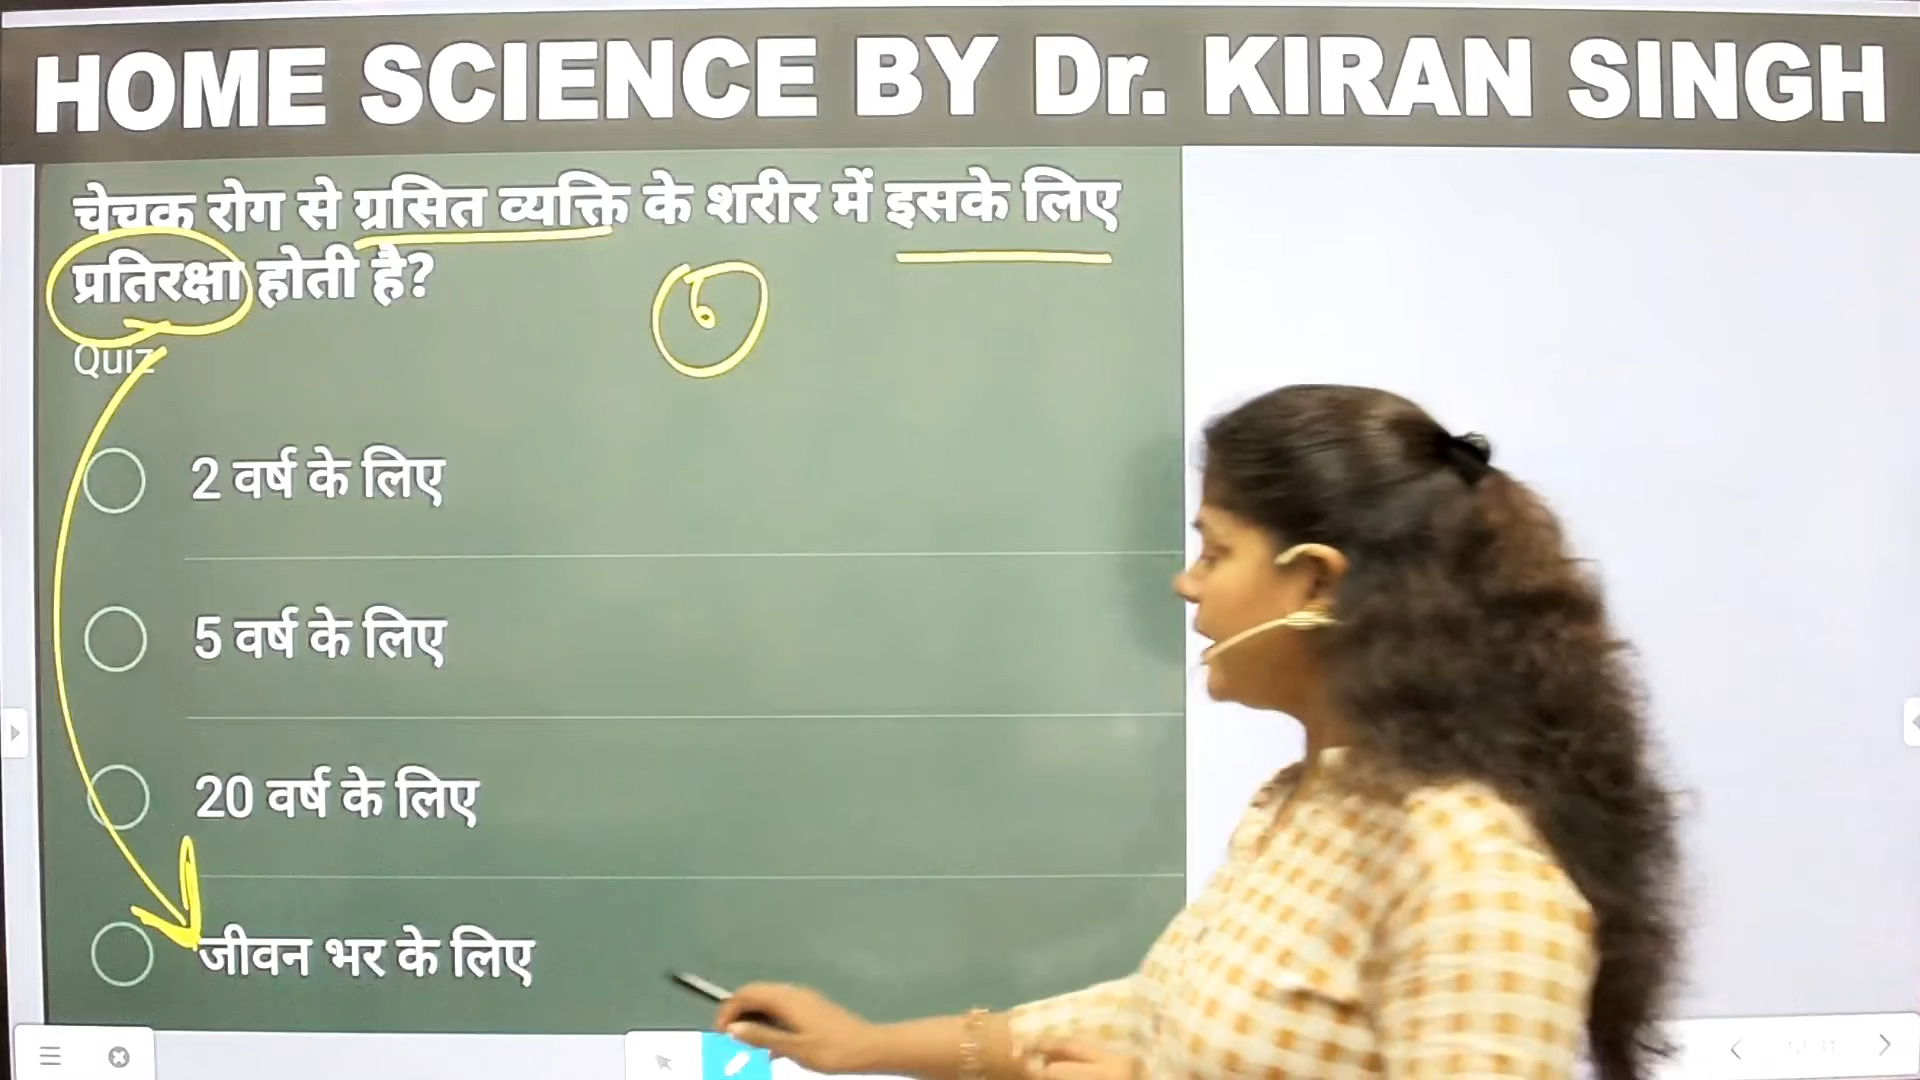 HOME SCIENCE BY Dr. KIRAN SINGH
चेचक रोग से ग्रसित व्यक्ति के शरीर में इसके लिए
प्रतिरक्षा होती है?
Quiz
2 वर्ष के लिए
5 वर्ष के लिए
20 वर्ष के लिए
जीवन भर के लिए